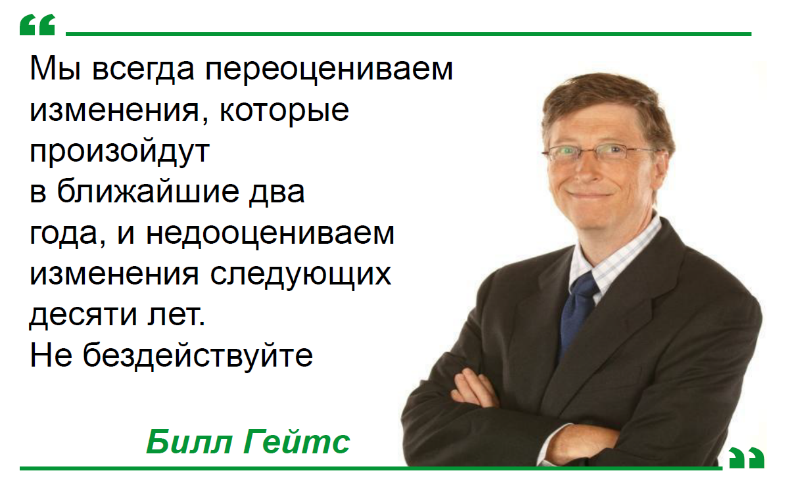 Мы всегда переоцениваем
изменения, которые
произойдут
в ближайшие два
года, и недооцениваем
изменения следующих
десяти лет.
Не бездействуйте
Билл Гейтс